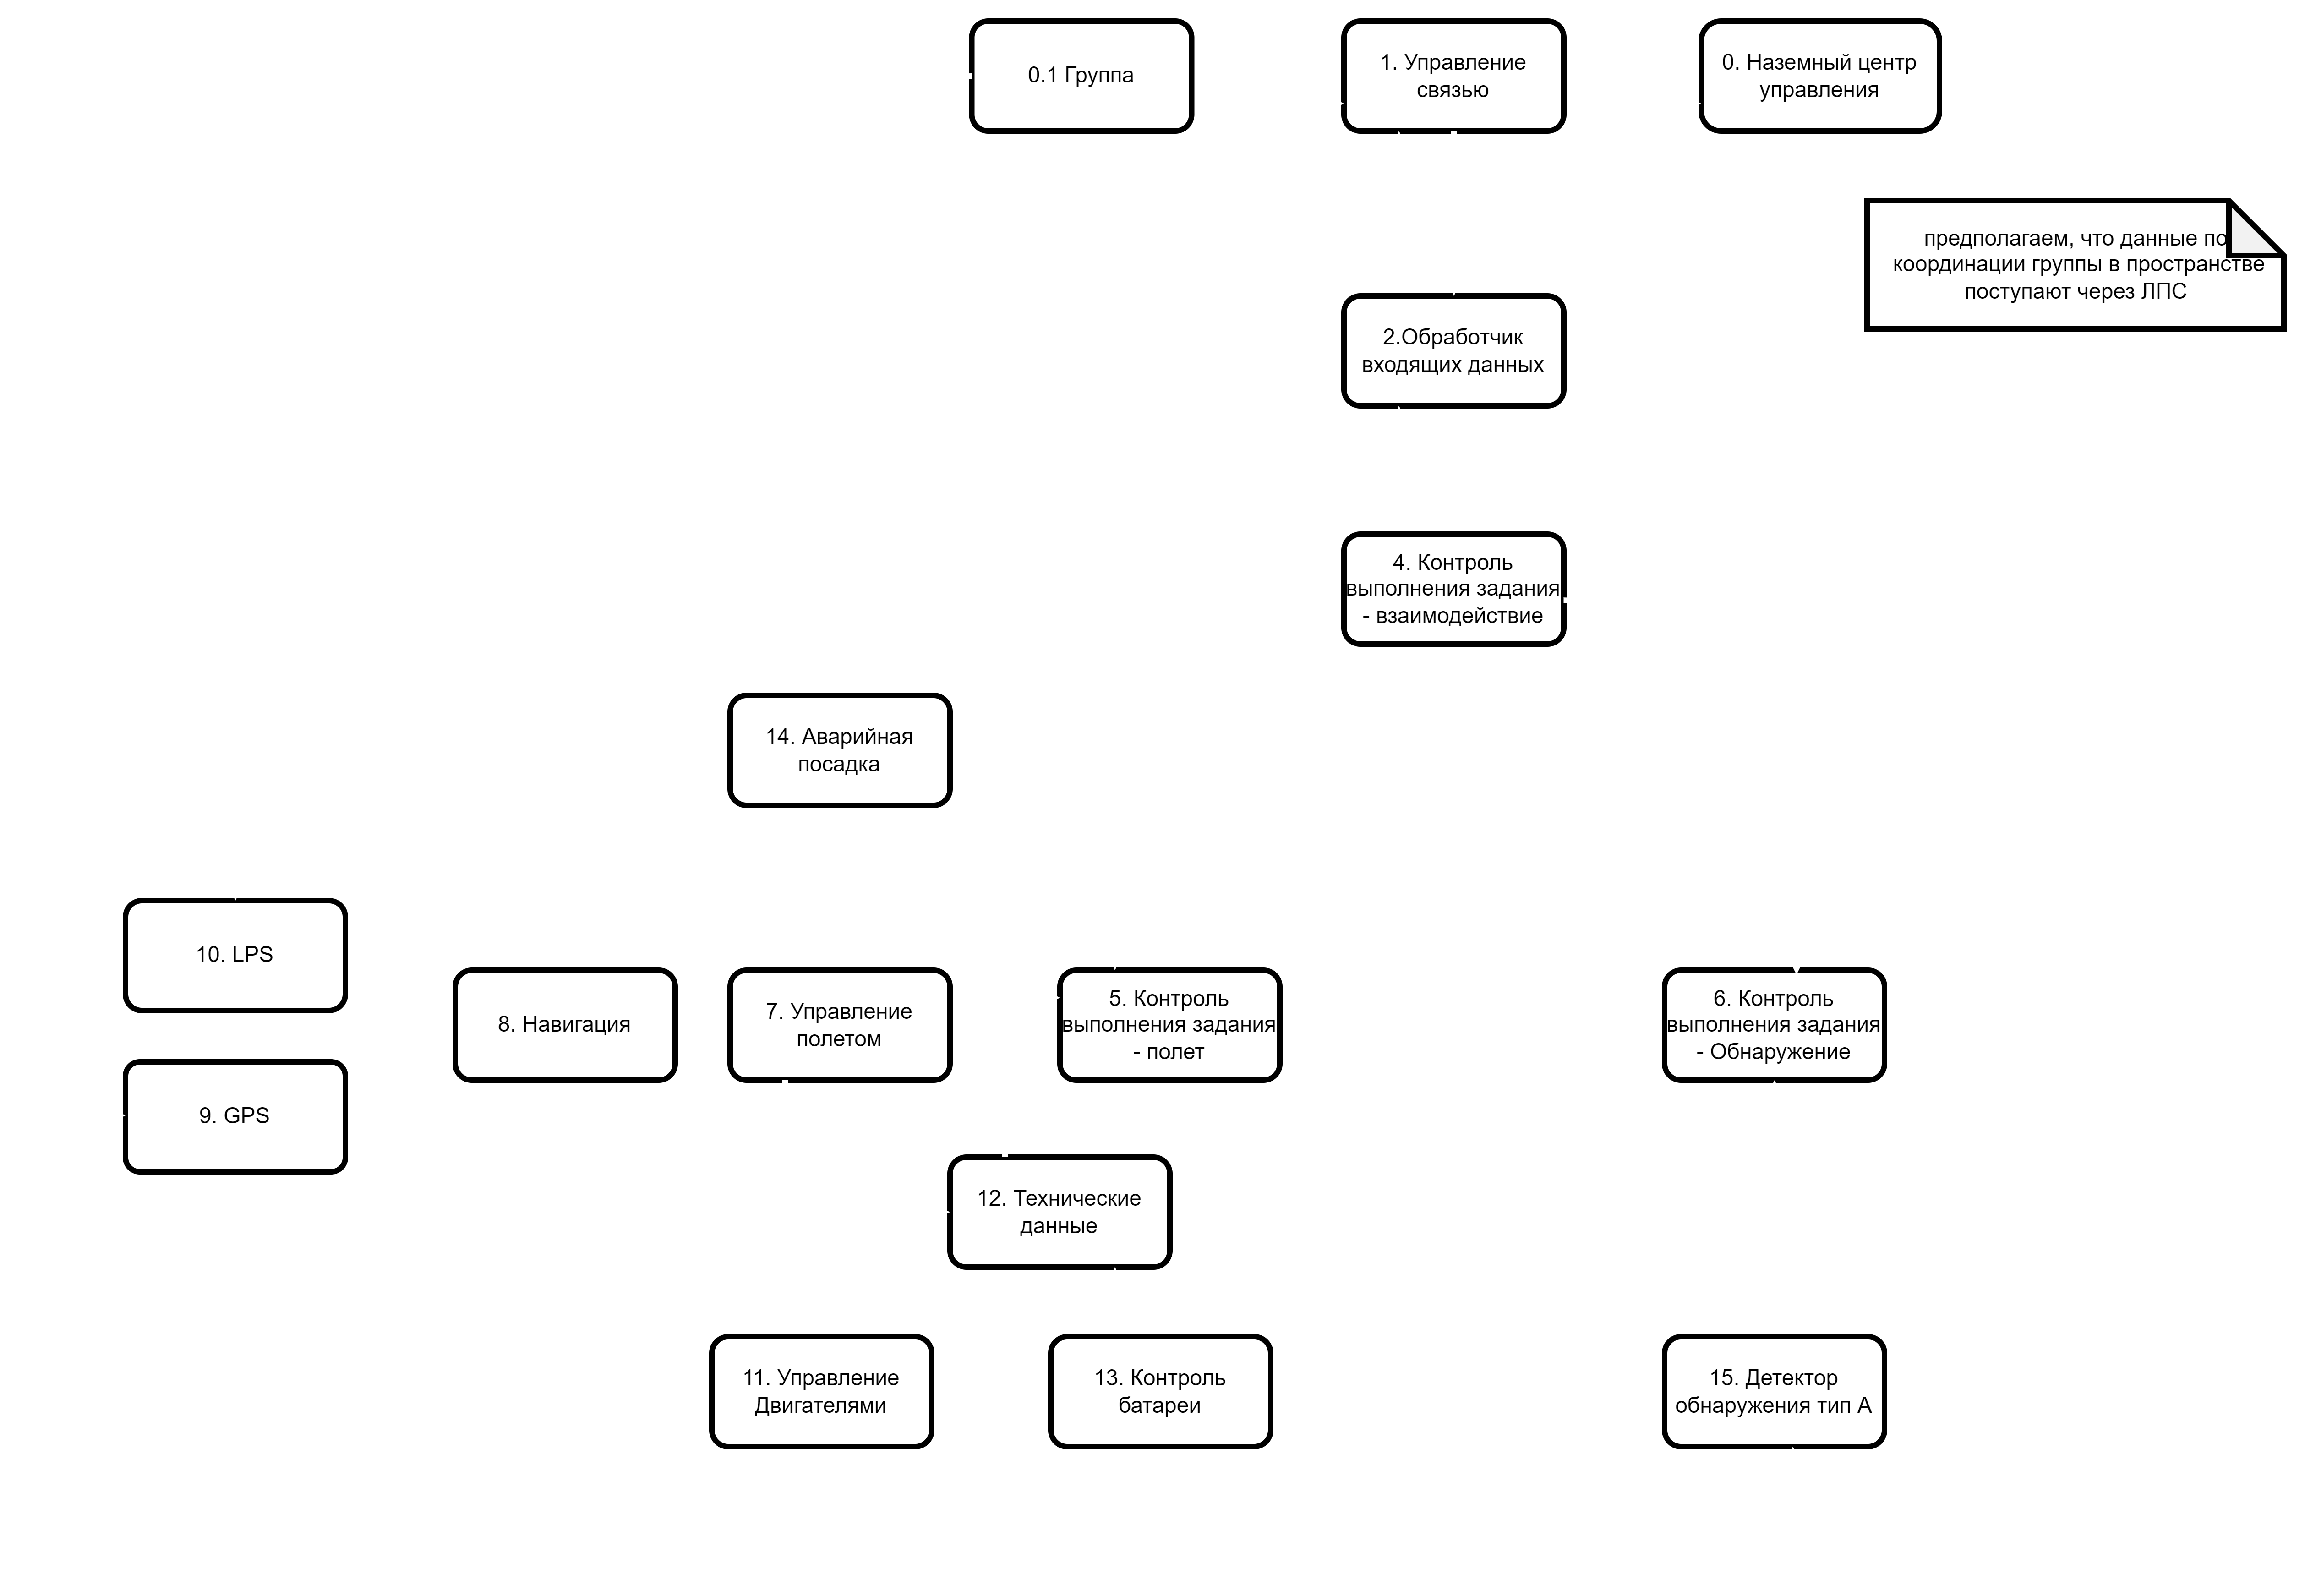 0.1 Группа
1. Управление
связью
0. Наземный центр
управления
предполагаем, что данные по
координации группы в пространстве
поступают через ЛПС
2.Обработчик
входящих данных
4. Контроль
выполнения задания
- взаимодействие
14. Аварийная
посадка
10. LPS
8. Навигация
7. Управление
полетом
5. Контроль
выполнения задания
- полет
6. Контроль
выполнения задания
- Обнаружение
9. GPS
12. Технические
данные
11. Управление
Двигателями
13. Контроль
батареи
15. Детектор
обнаружения тип А